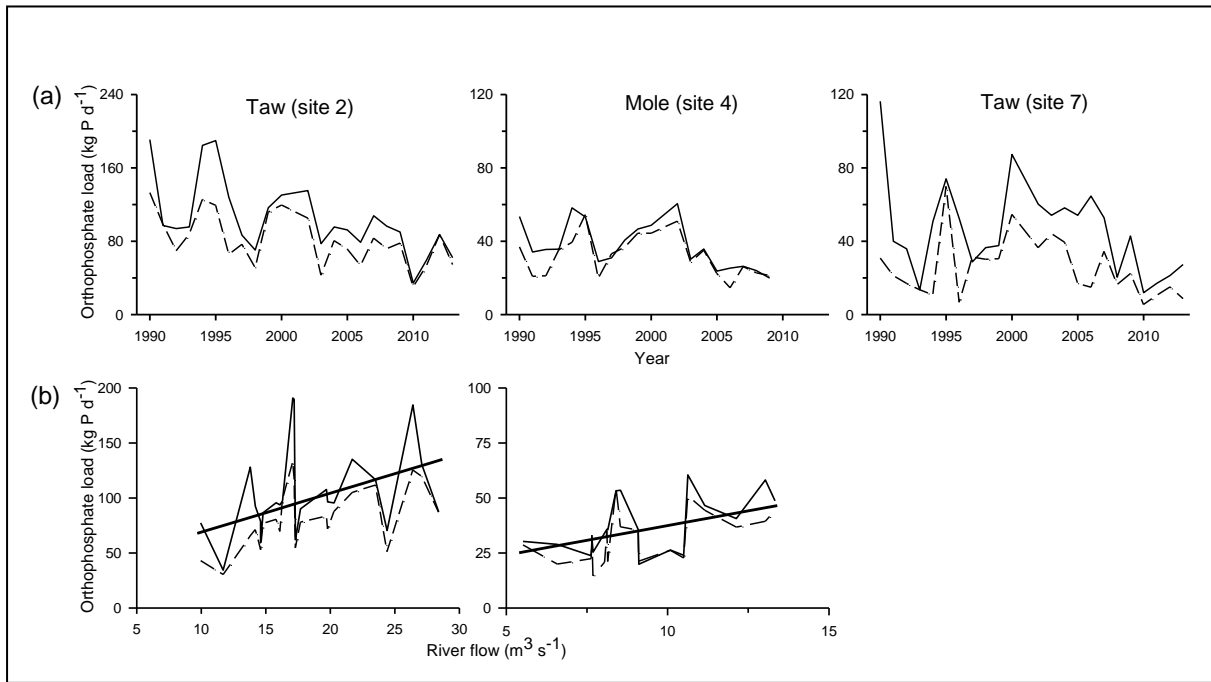 (a)
Taw (site 2)
Mole (site 4)
Taw (site 7)
Orthophosphate load (kg P d-1)
240
160
80
0
120
80
40
0
120
80
40
0
1990 1995 2000 2005 2010
1990 1995 2000 2005 2010
1990 1995 2000 2005 2010
Year
(b)
Orthophosphate load (kg P d-1)
200
150
100
50
0
100
75
50
25
0
5 10 15 20 25 30
5 10 15
River flow (m3 s-1)